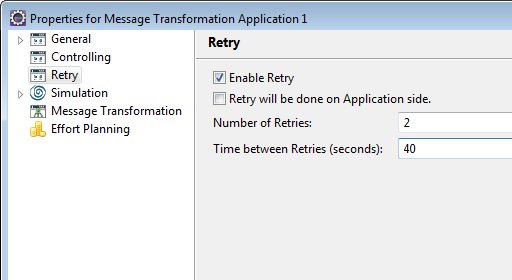 Properties for Message Transformation Application 1
General
Controlling
Retry
Simulation
Message Transformation
Effort Planning
Retry
Enable Retry
Retry will be done on Application side.
Number of Retries: 2
Time between Retries (seconds): 40